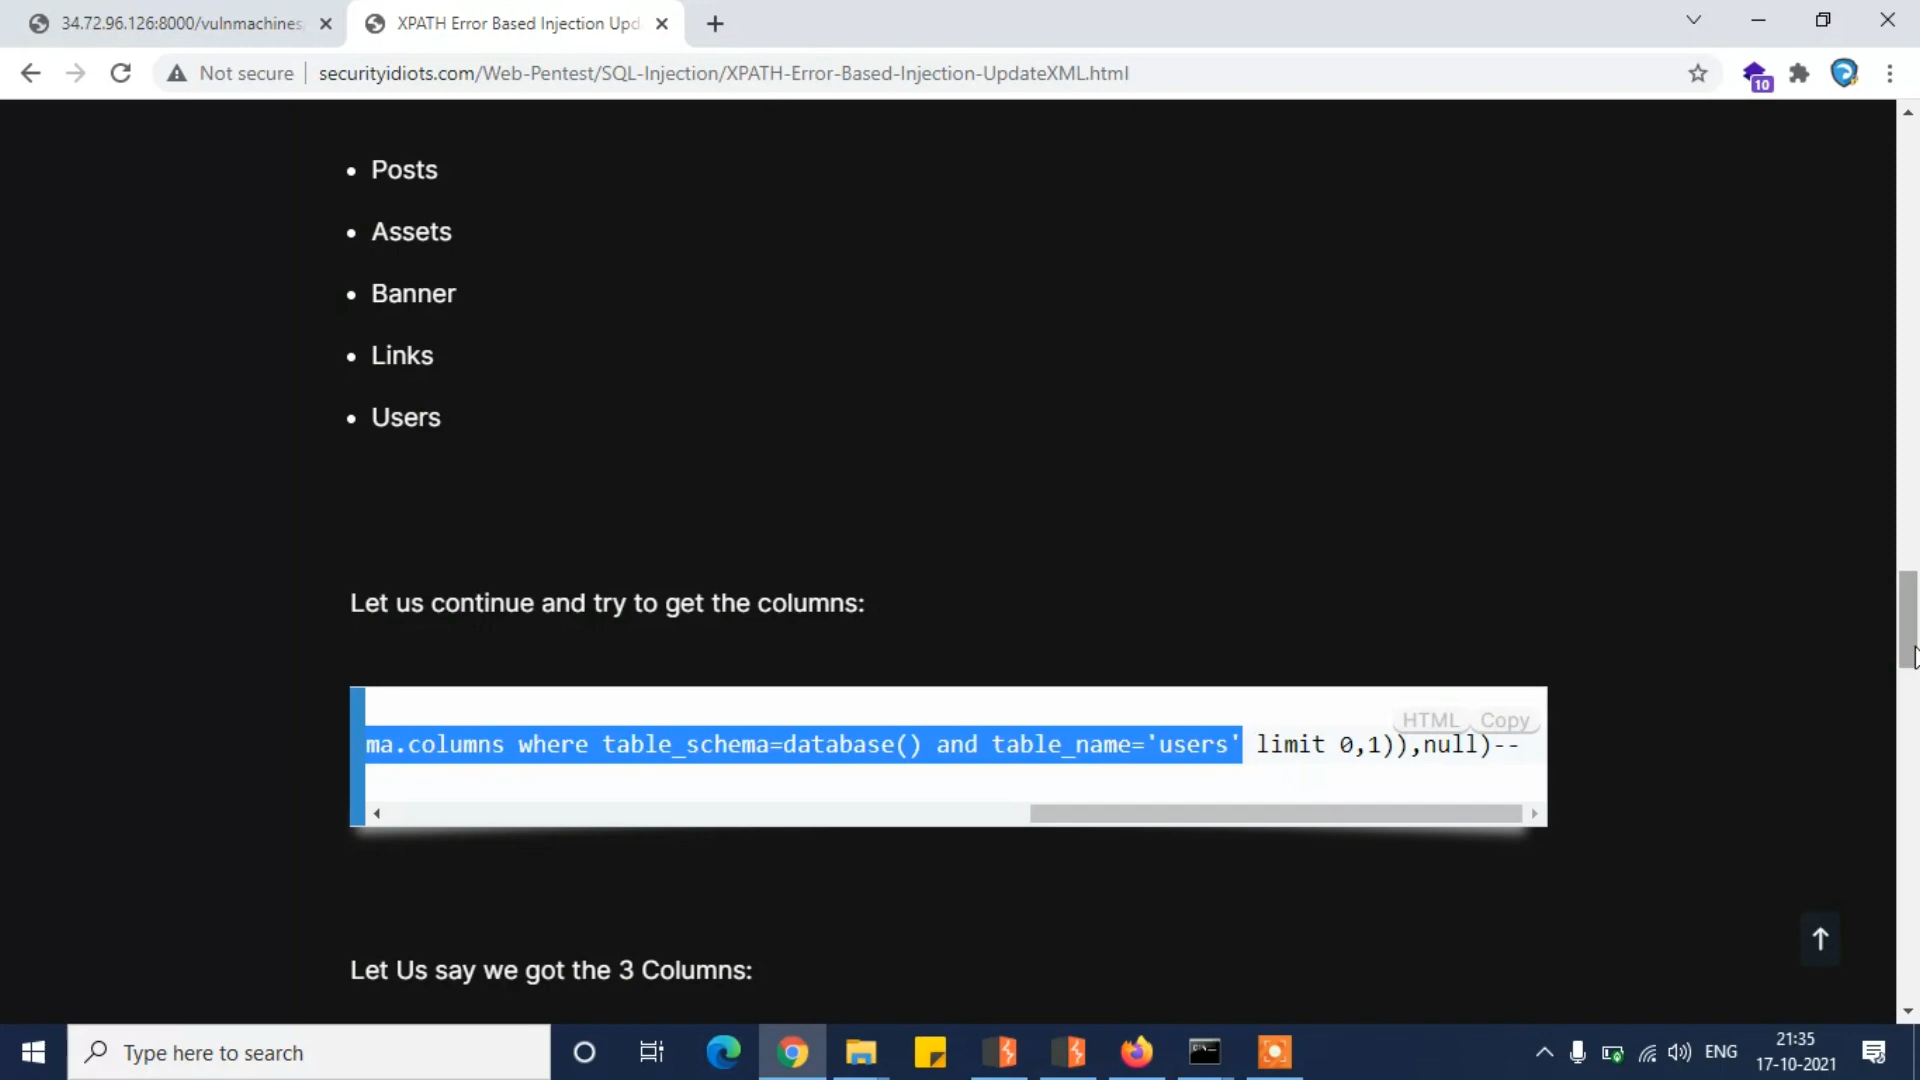 34.72.96.126:8000/vulnmachines
XPATH Error Based Injection Upd
Not secure
securityidiots.com/Web-Pentest/SQL-Injection/XPATH-Error-Based-Injection-UpdateXML.html
10
Posts
Assets
Banner
Links
Users
Let us continue and try to get the columns:
HTML Copy
ma.columns where table_schema=database() and table_name='users' limit 0,1)),null)--
Let Us say we got the 3 Columns:
Type here to search
ENG
21:35
17-10-2021